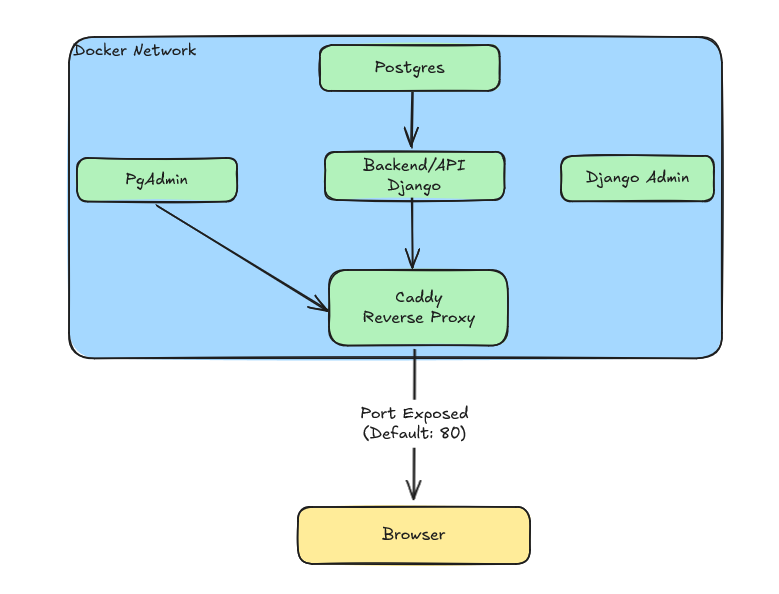 Docker Network
Postgres
PgAdmin
Backend/API
Django
Django Admin
Caddy
Reverse Proxy
Port Exposed
(Default: 80)
Browser